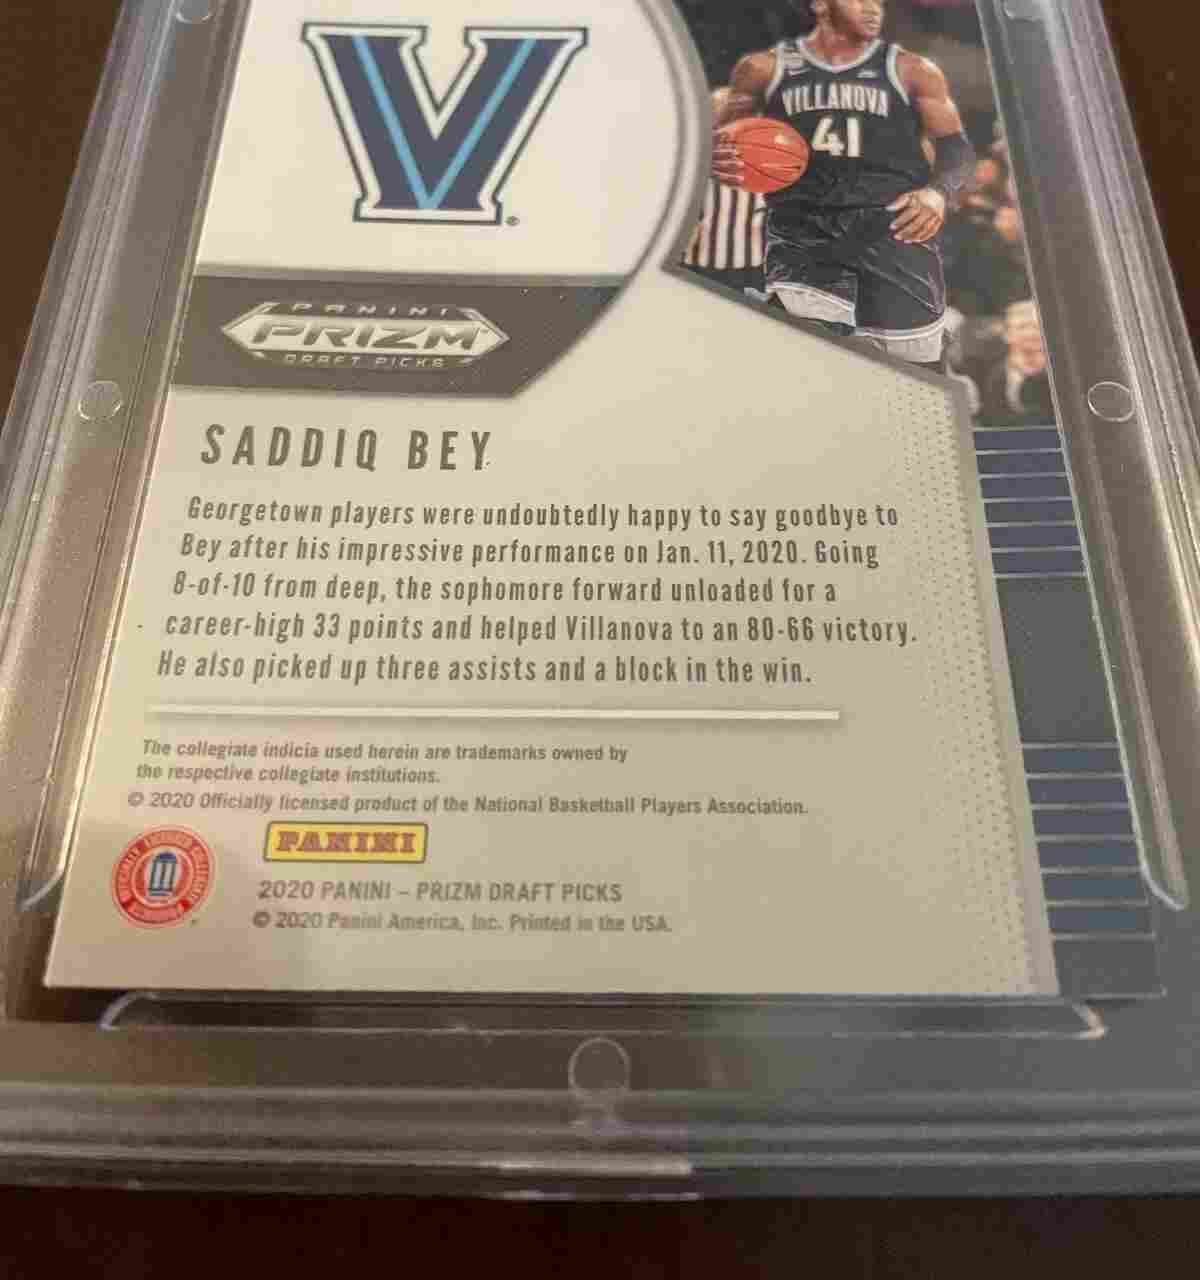 V
VILLANOVA
41
PANINI
PRIZM
DRAFT PICKS
SADDIQ BEY
Georgetown players were undoubtedly happy to say goodbye to
Bey after his impressive performance on Jan. 11, 2020. Going
8-of-10 from deep, the sophomore forward unloaded for a
career-high 33 points and helped Villanova to an 80-66 victory.
He also picked up three assists and a block in the win.
The collegiate indicia used herein are trademarks owned by
the respective collegiate institutions.
© 2020 Officially licensed product of the National Basketball Players Association.
PANINI
OFFICIALLY LICENSED COLLEGIATE PRODUCTS
2020 PANINI – PRIZM DRAFT PICKS
© 2020 Panini America, Inc. Printed in the USA.